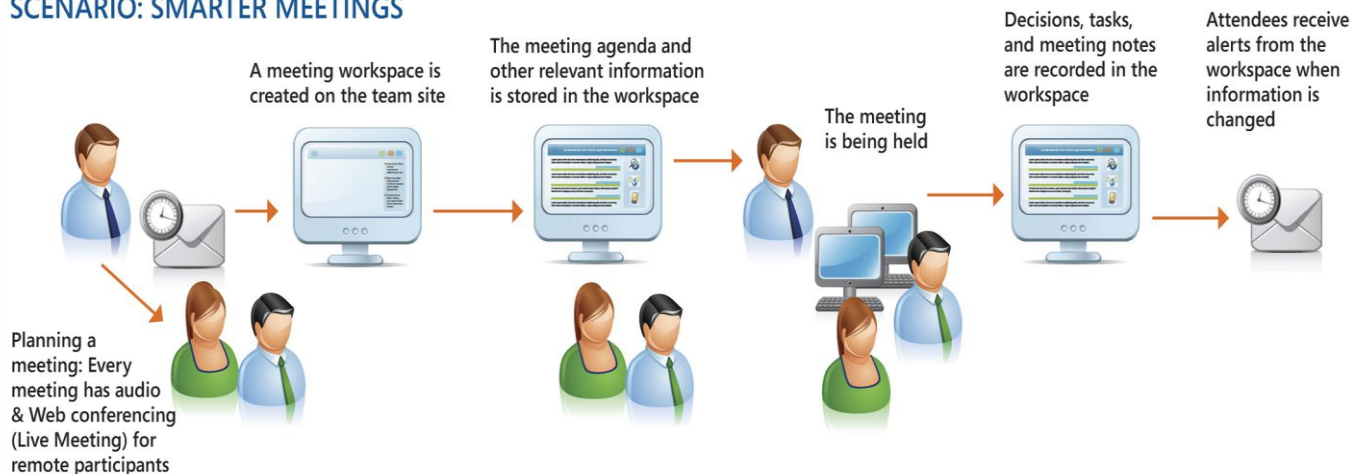 SCENARIO: SMARTER MEETINGS
Planning a
meeting: Every
meeting has audio
& Web conferencing
(Live Meeting) for
remote participants
A meeting workspace is
created on the team site
The meeting agenda and
other relevant information
is stored in the workspace
The meeting
is being held
Decisions, tasks,
and meeting notes
are recorded in the
workspace
Attendees receive
alerts from the
workspace when
information is
changed